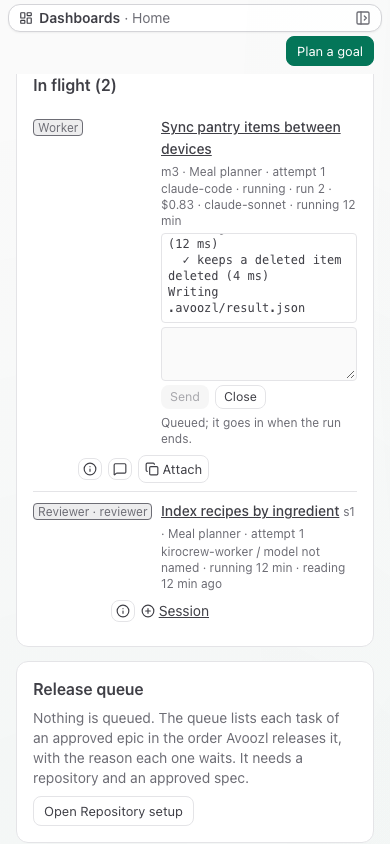 Dashboards · Home
Plan a goal
In flight (2)
Worker
Sync pantry items between
devices
m3 · Meal planner · attempt 1
claude-code · running · run 2 ·
$0.83 · claude-sonnet · running 12
min
(12 ms)
✓ keeps a deleted item
deleted (4 ms)
Writing
.avoozl/result.json
Send
Close
Queued; it goes in when the run
ends.
Attach
Reviewer · reviewer
Index recipes by ingredient s1
· Meal planner · attempt 1
kirocrew-worker / model not
named · running 12 min · reading
12 min ago
Session
Release queue
Nothing is queued. The queue lists each task of
an approved epic in the order Avoozl releases it,
with the reason each one waits. It needs a
repository and an approved spec.
Open Repository setup